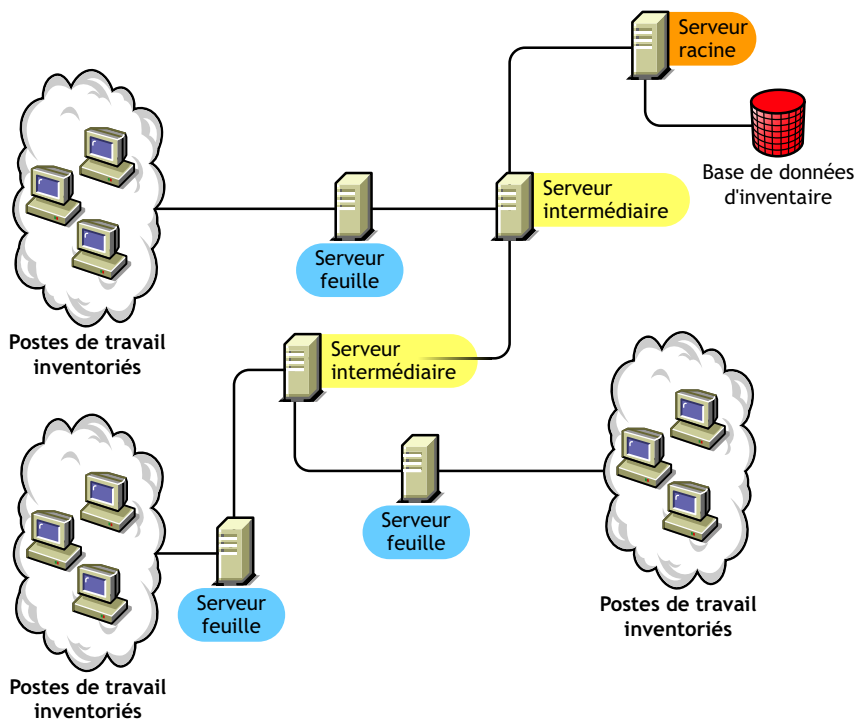 Serveur
racine
Base de données
d'inventaire
Serveur
intermédiaire
Serveur
feuille
Postes de travail
inventoriés
Serveur
intermédiaire
Serveur
feuille
Serveur
feuille
Postes de travail
inventoriés
Postes de travail
inventoriés